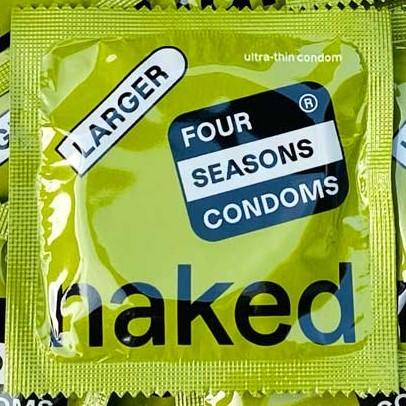 ultra-thin condom
LARGER
FOUR ®
SEASONS
CONDOMS
naked